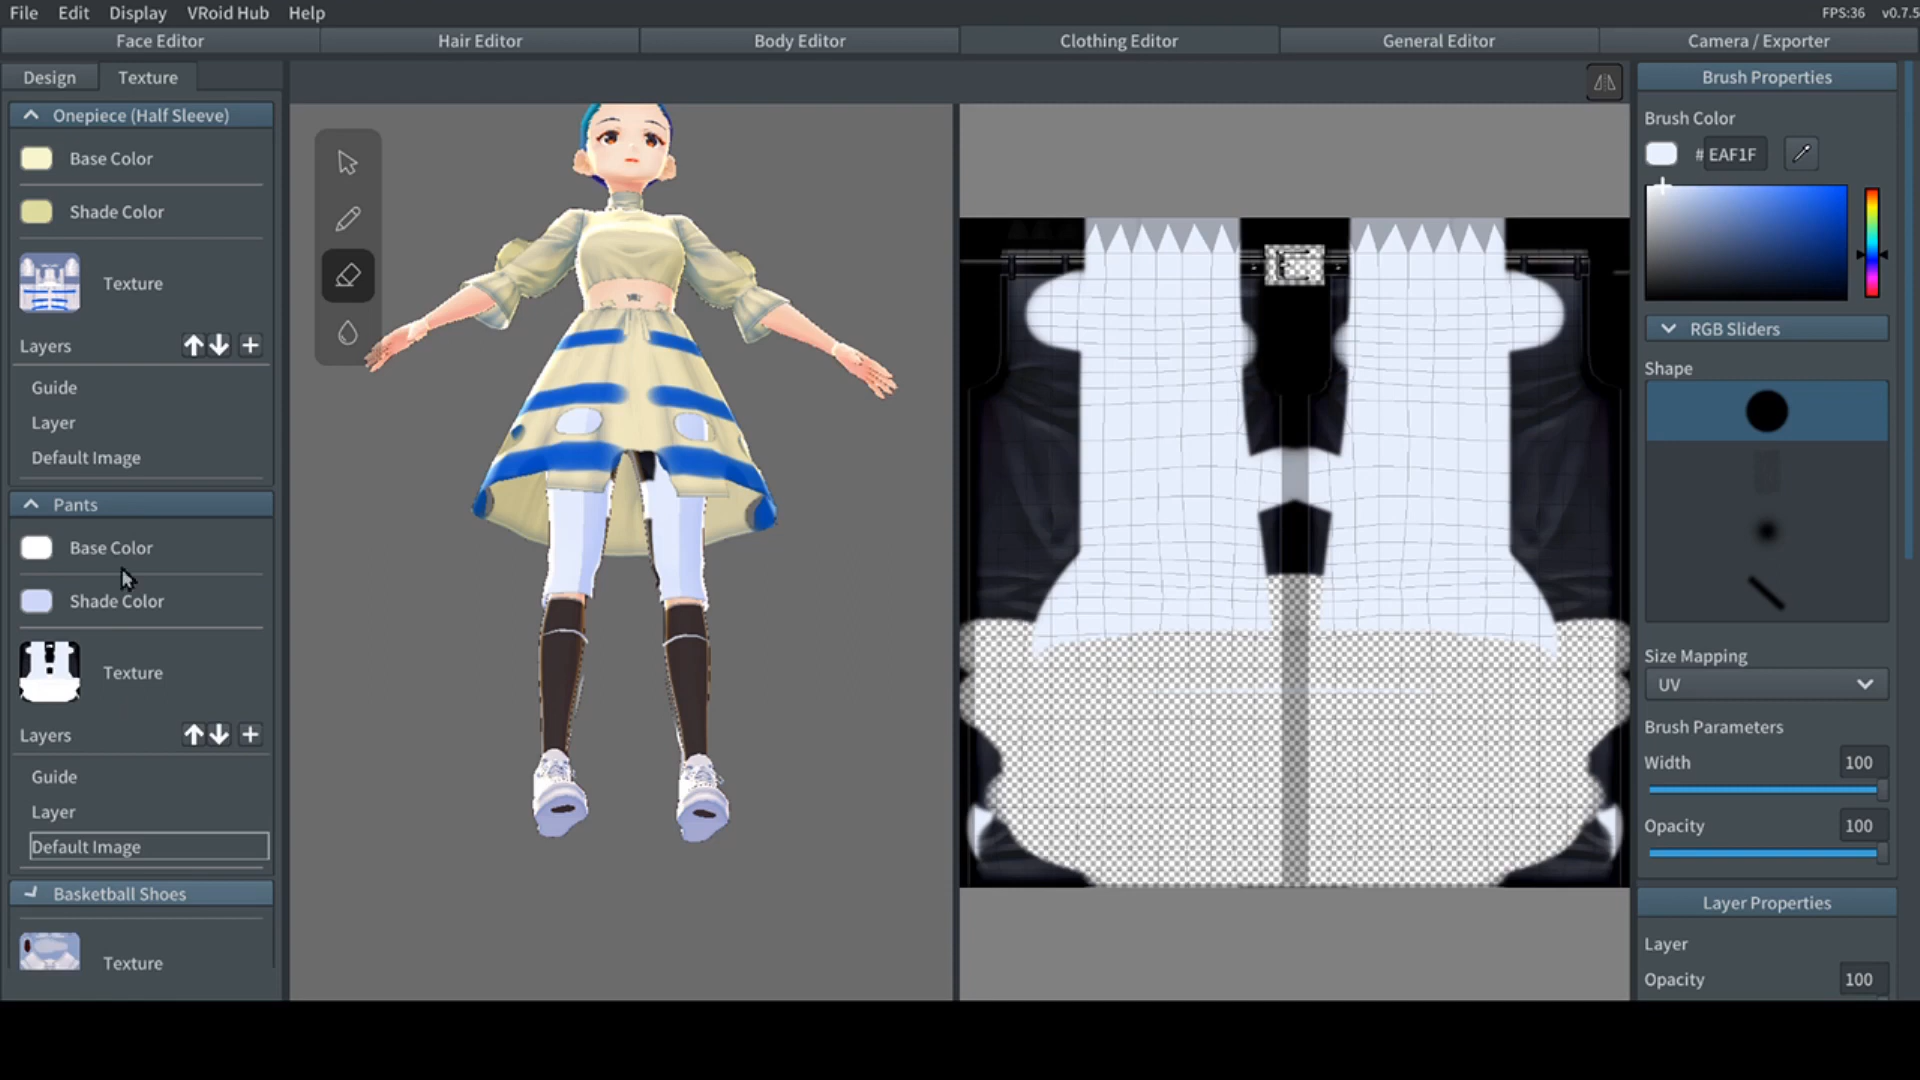 File Edit Display VRoid Hub Help
FPS:36 v0.7.5
Face Editor Hair Editor Body Editor Clothing Editor General Editor Camera / Exporter
Design Texture
Onepiece (Half Sleeve)
Base Color
Shade Color
Texture
Layers
Guide
Layer
Default Image
Pants
Base Color
Shade Color
Texture
Layers
Guide
Layer
Default Image
Basketball Shoes
Texture
Brush Properties
Brush Color
# EAF1F
RGB Sliders
Shape
Size Mapping
UV
Brush Parameters
Width 100
Opacity 100
Layer Properties
Layer
Opacity 100